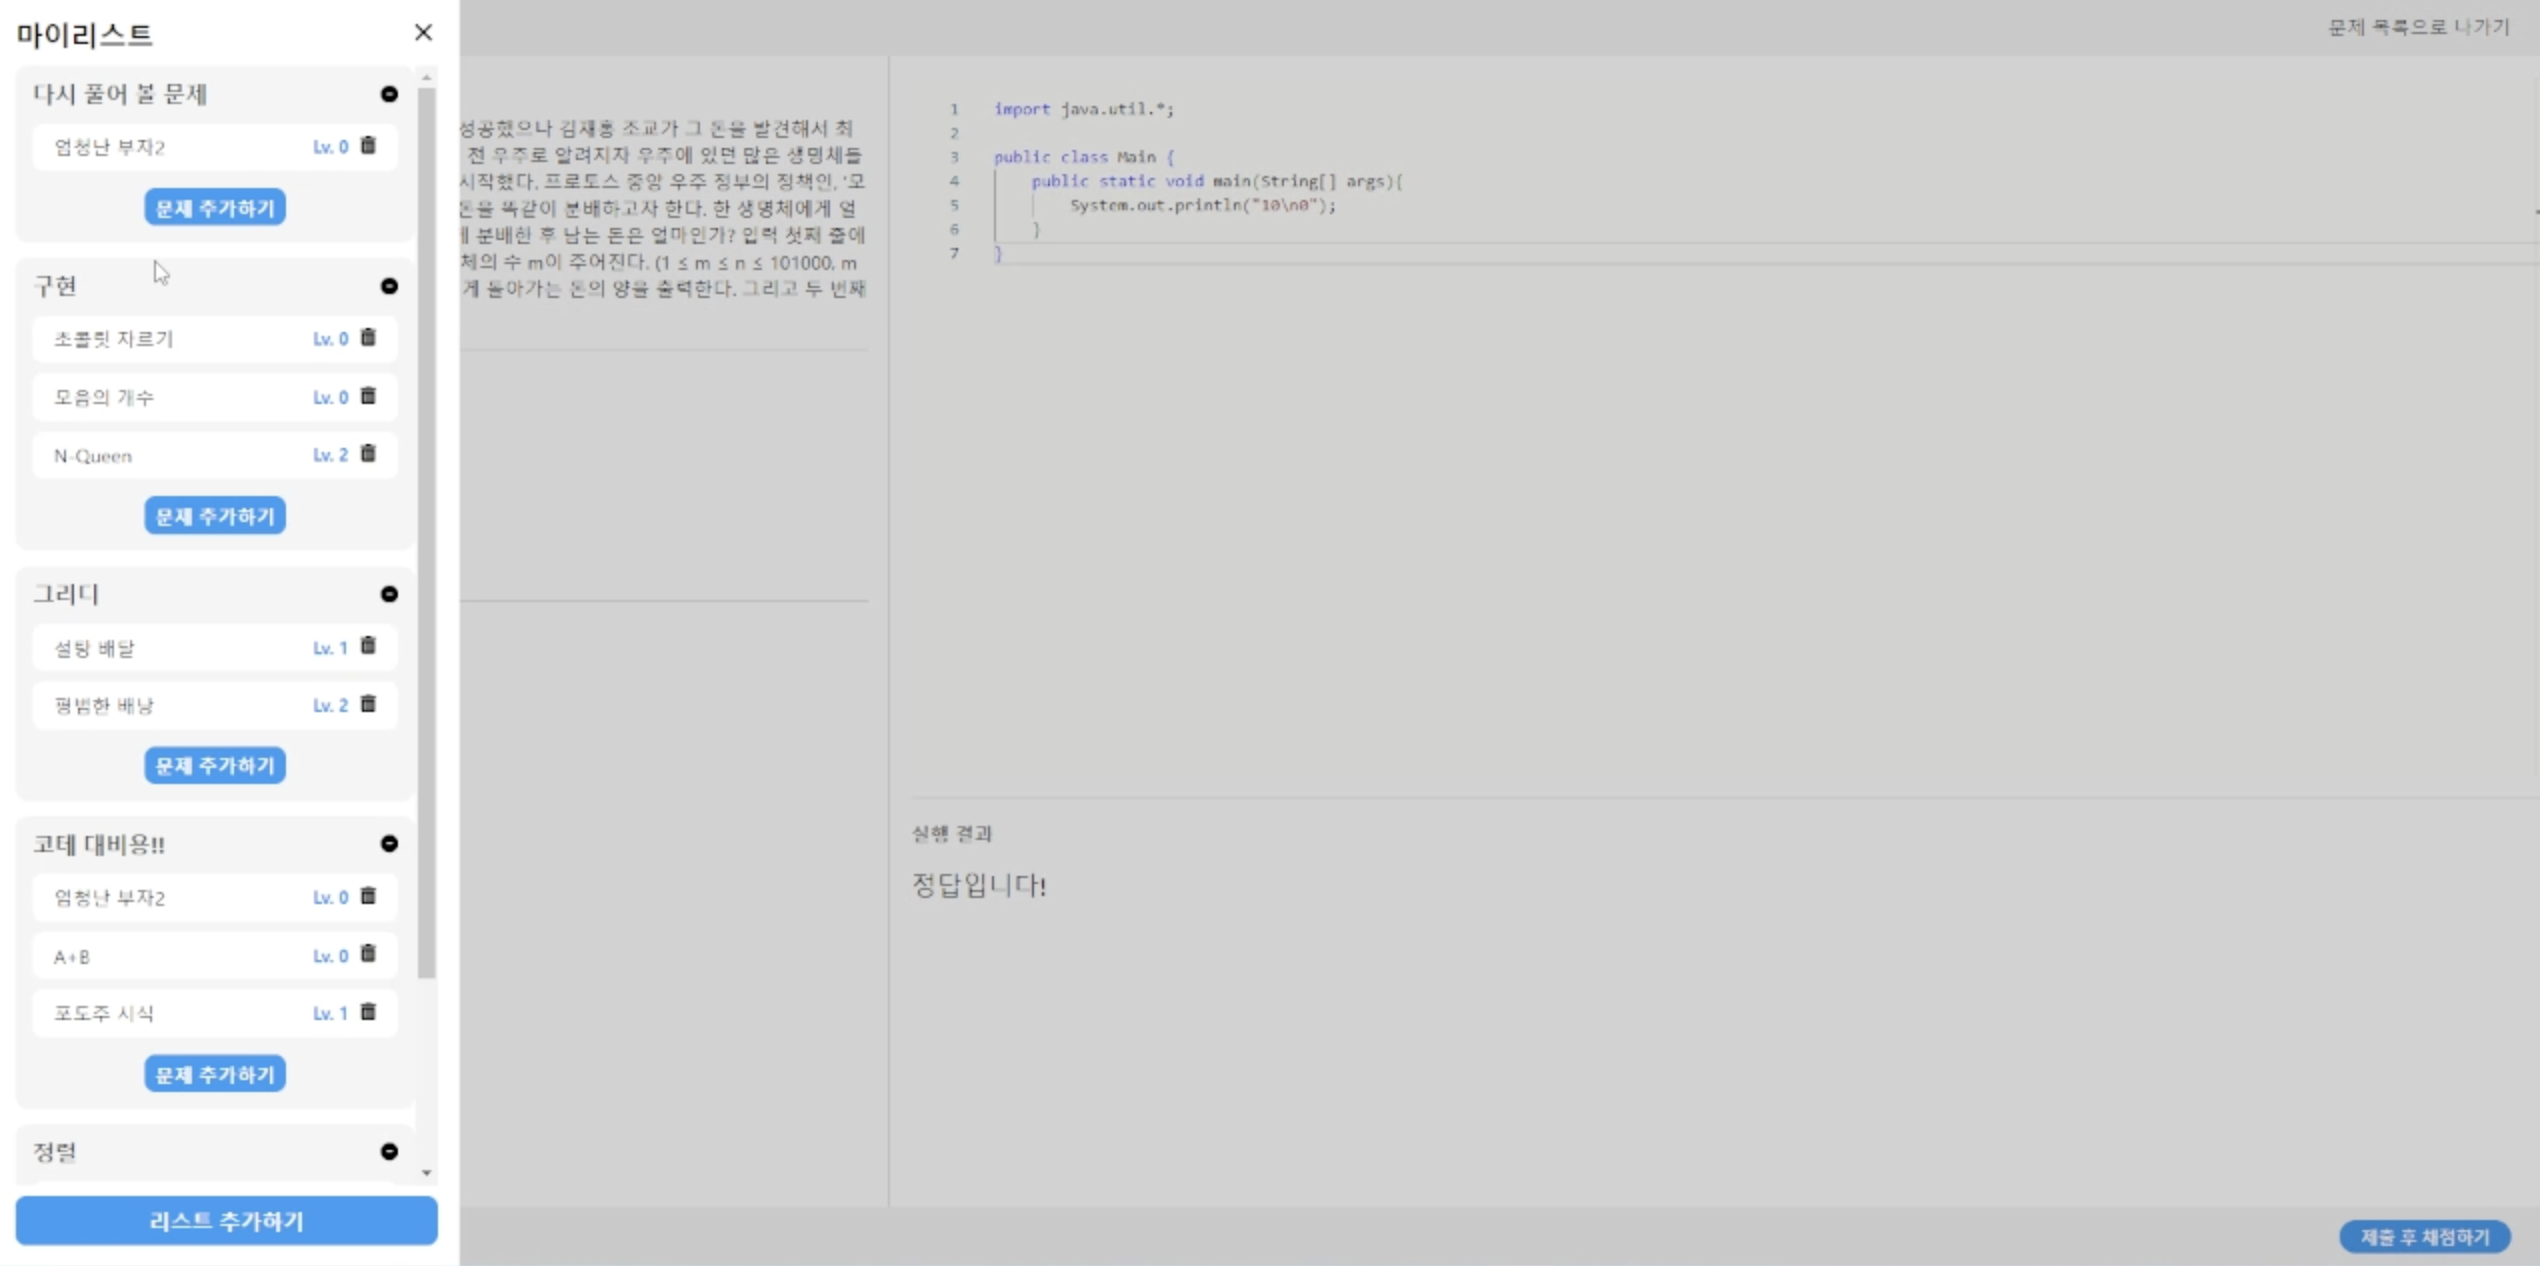 마이리스트
다시 풀어 볼 문제
엄청난 부자2 Lv. 0
문제 추가하기
구현
초콜릿 자르기 Lv. 0
모음의 개수 Lv. 0
N-Queen Lv. 2
문제 추가하기
그리디
설탕 배달 Lv. 1
평범한 배낭 Lv. 2
문제 추가하기
코테 대비용!!
엄청난 부자2 Lv. 0
A+B Lv. 0
포도주 시식 Lv. 1
문제 추가하기
정렬
리스트 추가하기
성공했으나 김재홍 조교가 그 돈을 발견해서 최
전 우주로 알려지자 우주에 있던 많은 생명체들
시작했다. 프로토스 중앙 우주 정부의 정책인, '모
돈을 똑같이 분배하고자 한다. 한 생명체에게 얼
게 분배한 후 남는 돈은 얼마인가? 입력 첫째 줄에
체의 수 m이 주어진다. (1 ≤ m ≤ n ≤ 101000, m
게 돌아가는 돈의 양을 출력한다. 그리고 두 번째
문제 목록으로 나가기
1 import java.util.*;
2
3 public class Main {
4 public static void main(String[] args){
5 System.out.println("10\n0");
6 }
7 }
실행 결과
정답입니다!
제출 후 채점하기